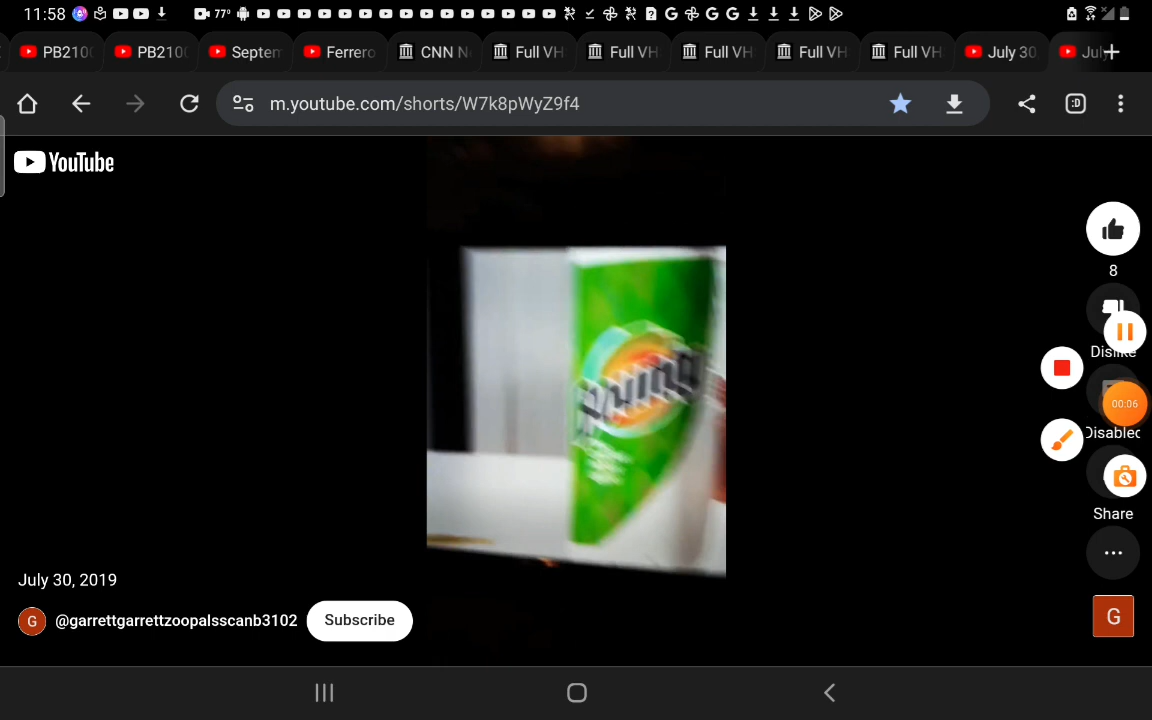 11:58 77°
PB210 PB210 Septem Ferrero CNN N Full VH Full VH Full VH Full VH Full VH July 30 Jul
m.youtube.com/shorts/W7k8pWyZ9f4
YouTube
8
Dislike
00:06
Disabled
Share
July 30, 2019
G @garrettgarrettzoopalsscanb3102 Subscribe
G